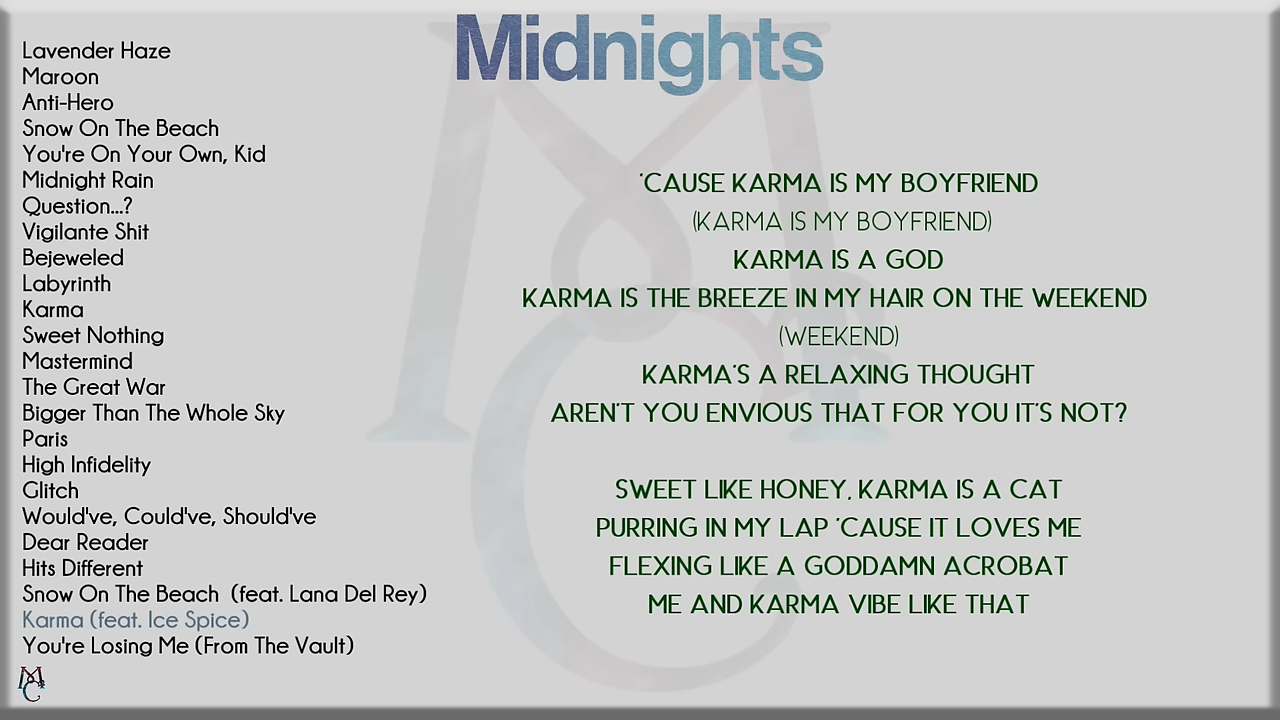 Midnights
Lavender Haze
Maroon
Anti-Hero
Snow On The Beach
You're On Your Own, Kid
Midnight Rain
Question...?
Vigilante Shit
Bejeweled
Labyrinth
Karma
Sweet Nothing
Mastermind
The Great War
Bigger Than The Whole Sky
Paris
High Infidelity
Glitch
Would've, Could've, Should've
Dear Reader
Hits Different
Snow On The Beach (feat. Lana Del Rey)
Karma (feat. Ice Spice)
You're Losing Me (From The Vault)
'CAUSE KARMA IS MY BOYFRIEND
(KARMA IS MY BOYFRIEND)
KARMA IS A GOD
KARMA IS THE BREEZE IN MY HAIR ON THE WEEKEND
(WEEKEND)
KARMA'S A RELAXING THOUGHT
AREN'T YOU ENVIOUS THAT FOR YOU IT'S NOT?
SWEET LIKE HONEY, KARMA IS A CAT
PURRING IN MY LAP 'CAUSE IT LOVES ME
FLEXING LIKE A GODDAMN ACROBAT
ME AND KARMA VIBE LIKE THAT